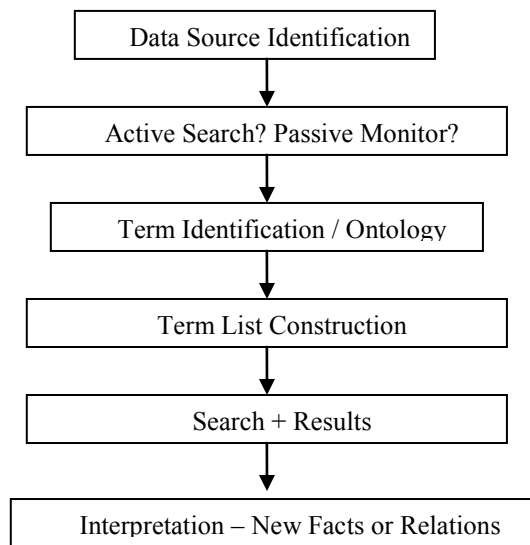 Data Source Identification
Active Search? Passive Monitor?
Term Identification / Ontology
Term List Construction
Search + Results
Interpretation – New Facts or Relations